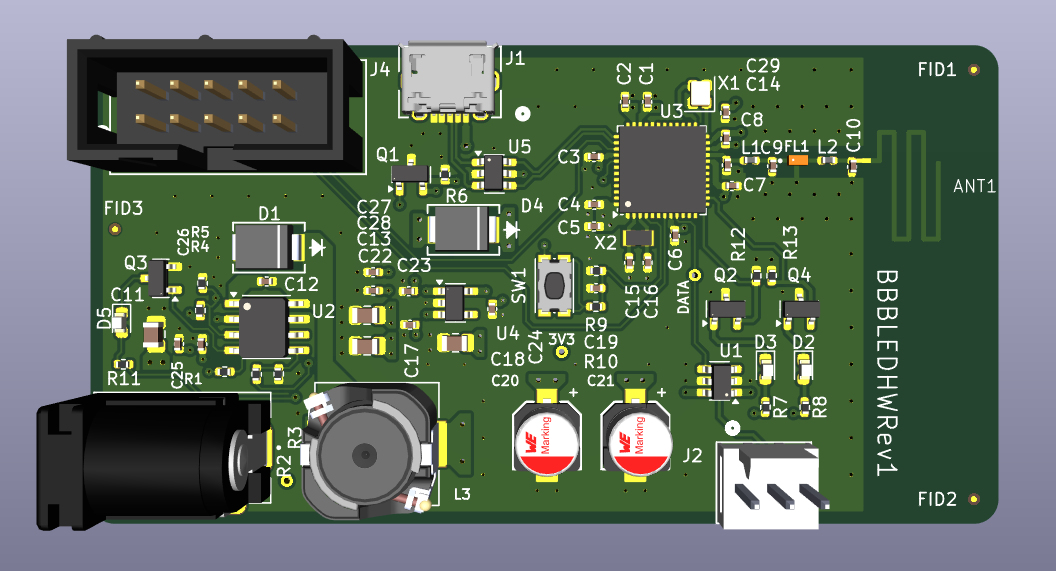 J4
J1
C2
C1
C29
C14
X1
FID1
U3
C8
C10
Q1
U5
C3
L1
C9
FL1
L2
C7
ANT1
R6
C27
C28
C13
C22
D4
C4
C5
FID3
D1
C26
R5
R4
X2
C6
R12
R13
Q3
C12
C23
SW1
C15
C16
DATA
Q2
Q4
BBBLEDHWRev1
C11
D5
U2
U4
R9
C19
R10
C24
3V3
C17
C18
C20
C21
U1
D3
D2
R11
C25
R1
R7
R8
+
+
WE
Marking
WE
Marking
R3
R2
L3
J2
FID2